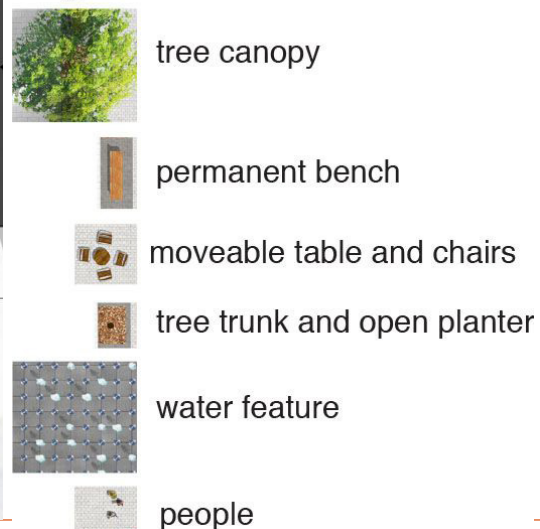 tree canopy
permanent bench
moveable table and chairs
tree trunk and open planter
water feature
people